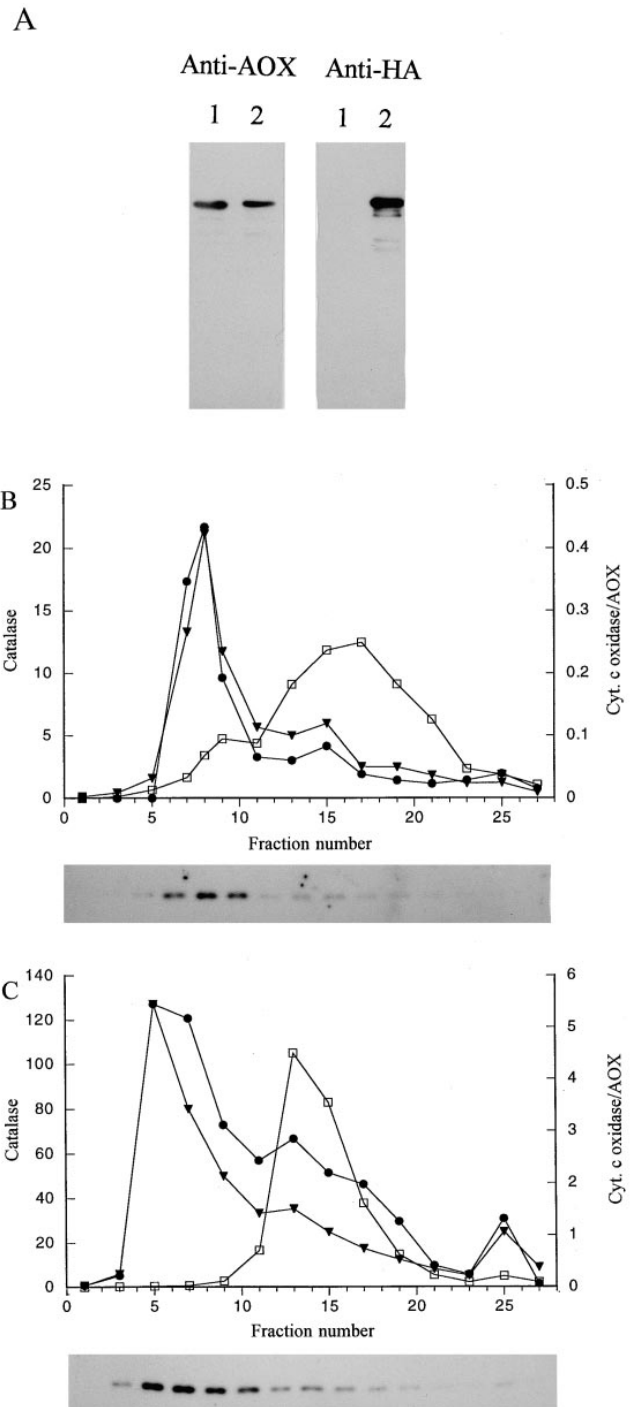 A
Anti-AOX Anti-HA
1 2 1 2
B
25 0.5
20 0.4
15 0.3
10 0.2
5 0.1
0 0
Catalase
Cyt. c oxidase/AOX
0 5 10 15 20 25
Fraction number
C
140 6
120 5
100
80 4
60 3
40 2
20 1
0 0
Catalase
Cyt. c oxidase/AOX
0 5 10 15 20 25
Fraction number